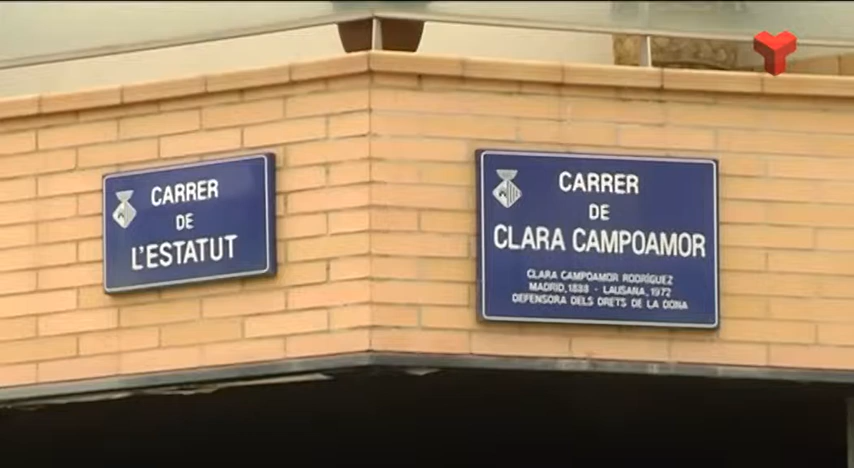 CARRER
DE
L'ESTATUT
CARRER
DE
CLARA CAMPOAMOR
CLARA CAMPOAMOR RODRÍGUEZ
MADRID, 1888 - LAUSANA, 1972
DEFENSORA DELS DRETS DE LA DONA